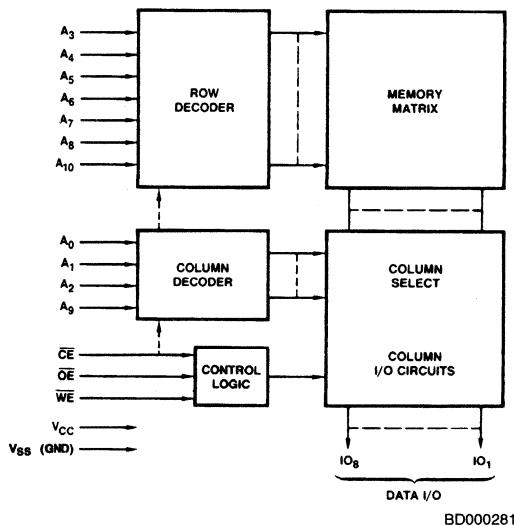 A3
A4
A5
A6
A7
A8
A10
ROW
DECODER
MEMORY
MATRIX
A0
A1
A2
A9
COLUMN
DECODER
COLUMN
SELECT
COLUMN
I/O CIRCUITS
CE
OE
WE
CONTROL
LOGIC
VCC
VSS (GND)
IO8
IO1
DATA I/O
BD000281